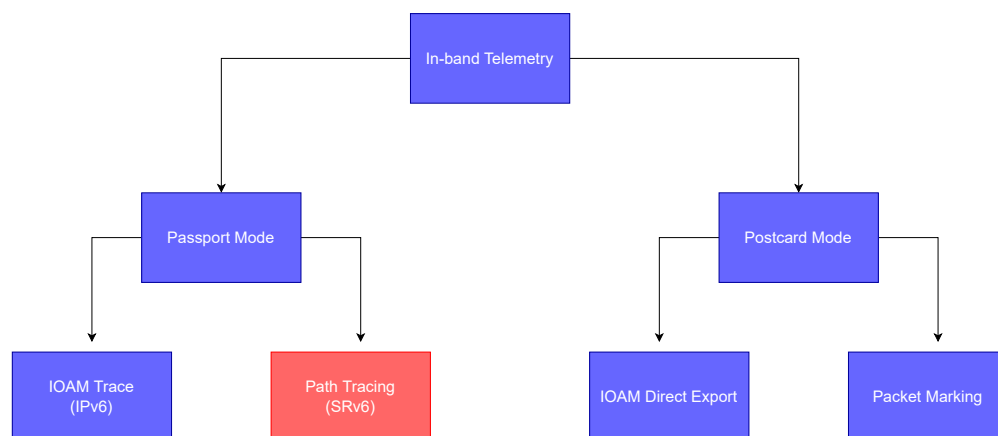 In-band Telemetry
Passport Mode
Postcard Mode
IOAM Trace
(IPv6)
Path Tracing
(SRv6)
IOAM Direct Export
Packet Marking